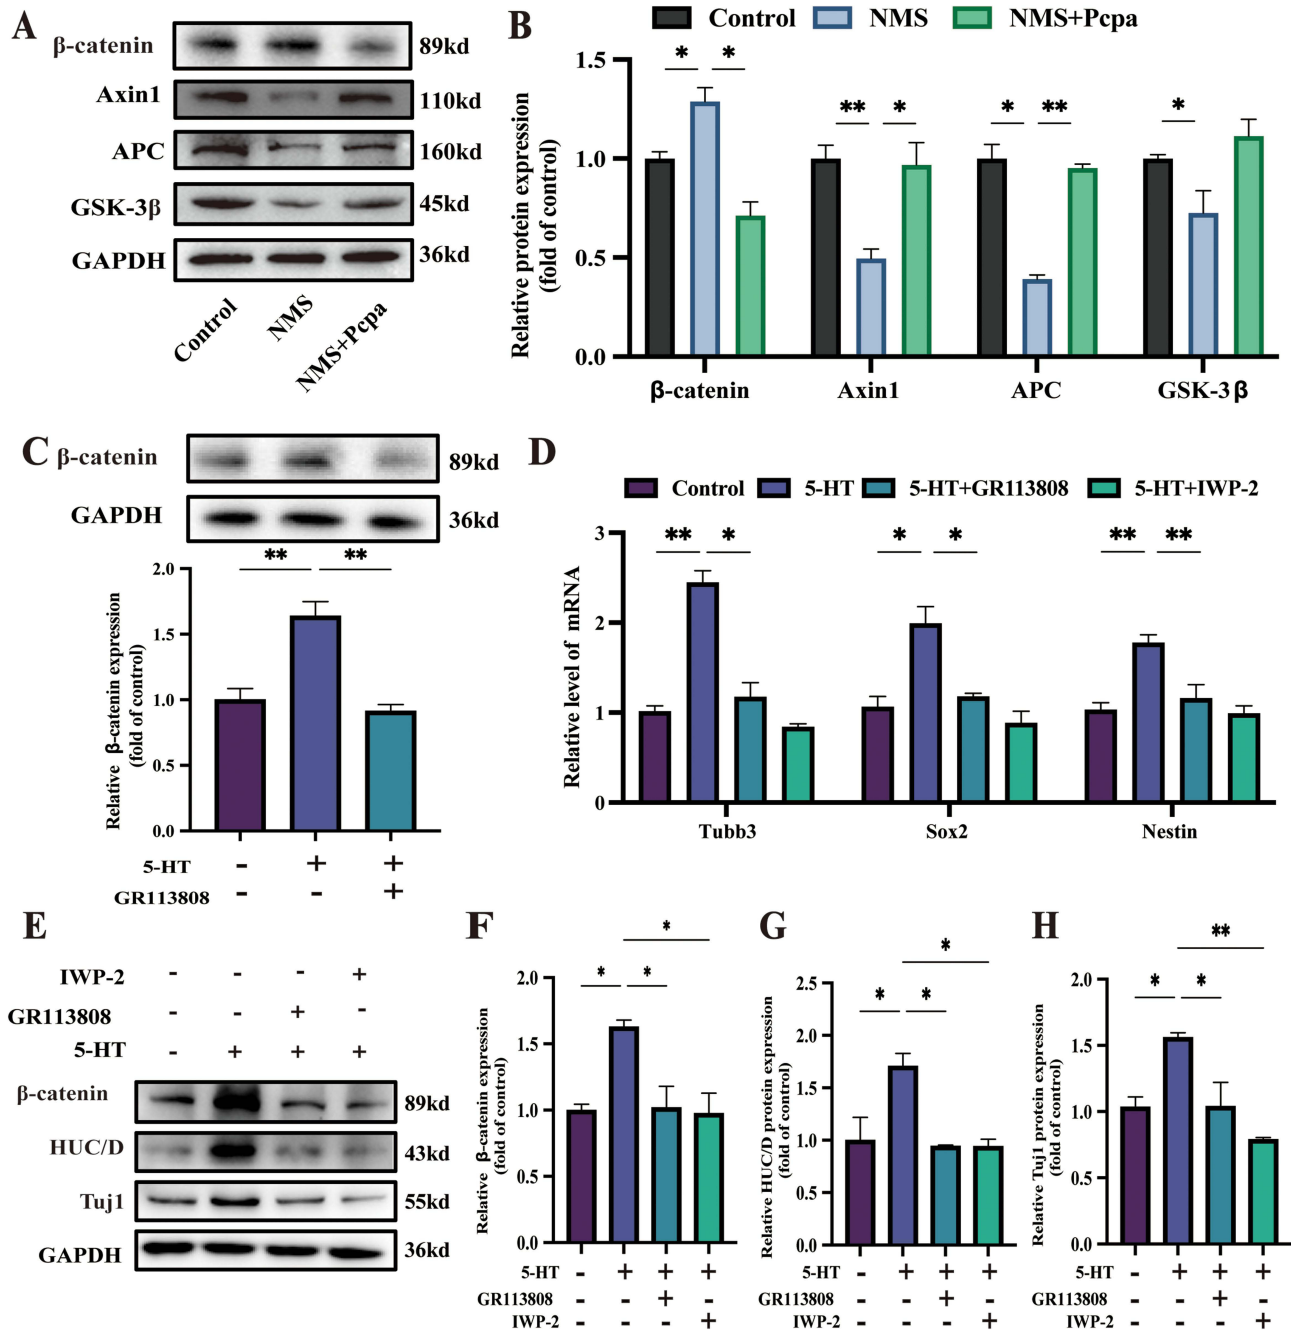 A
β-catenin
89kd
Axin1
110kd
APC
160kd
GSK-3β
45kd
GAPDH
36kd
Control
NMS
NMS+Pcpa
B
Control
NMS
NMS+Pcpa
Relative protein expression
(fold of control)
1.5
1.0
0.5
0.0
* *
** *
* **
*
β-catenin
Axin1
APC
GSK-3β
C
β-catenin
89kd
GAPDH
36kd
** **
Relative β-catenin expression
(fold of control)
2.0
1.5
1.0
0.5
0.0
5-HT - + +
GR113808 - - +
D
Control
5-HT
5-HT+GR113808
5-HT+IWP-2
Relative level of mRNA
3
2
1
0
** *
* *
** **
Tubb3
Sox2
Nestin
E
IWP-2 - - - +
GR113808 - - + -
5-HT - + + +
β-catenin
89kd
HUC/D
43kd
Tuj1
55kd
GAPDH
36kd
F
Relative β-catenin expression
(fold of control)
2.0
1.5
1.0
0.5
0.0
*
* *
5-HT - + + +
GR113808 - - + -
IWP-2 - - - +
G
Relative HUC/D protein expression
(fold of control)
2.5
2.0
1.5
1.0
0.5
0.0
*
* *
5-HT - + + +
GR113808 - - + -
IWP-2 - - - +
H
Relative Tuj1 protein expression
(fold of control)
2.0
1.5
1.0
0.5
0.0
**
* *
5-HT - + + +
GR113808 - - + -
IWP-2 - - - +